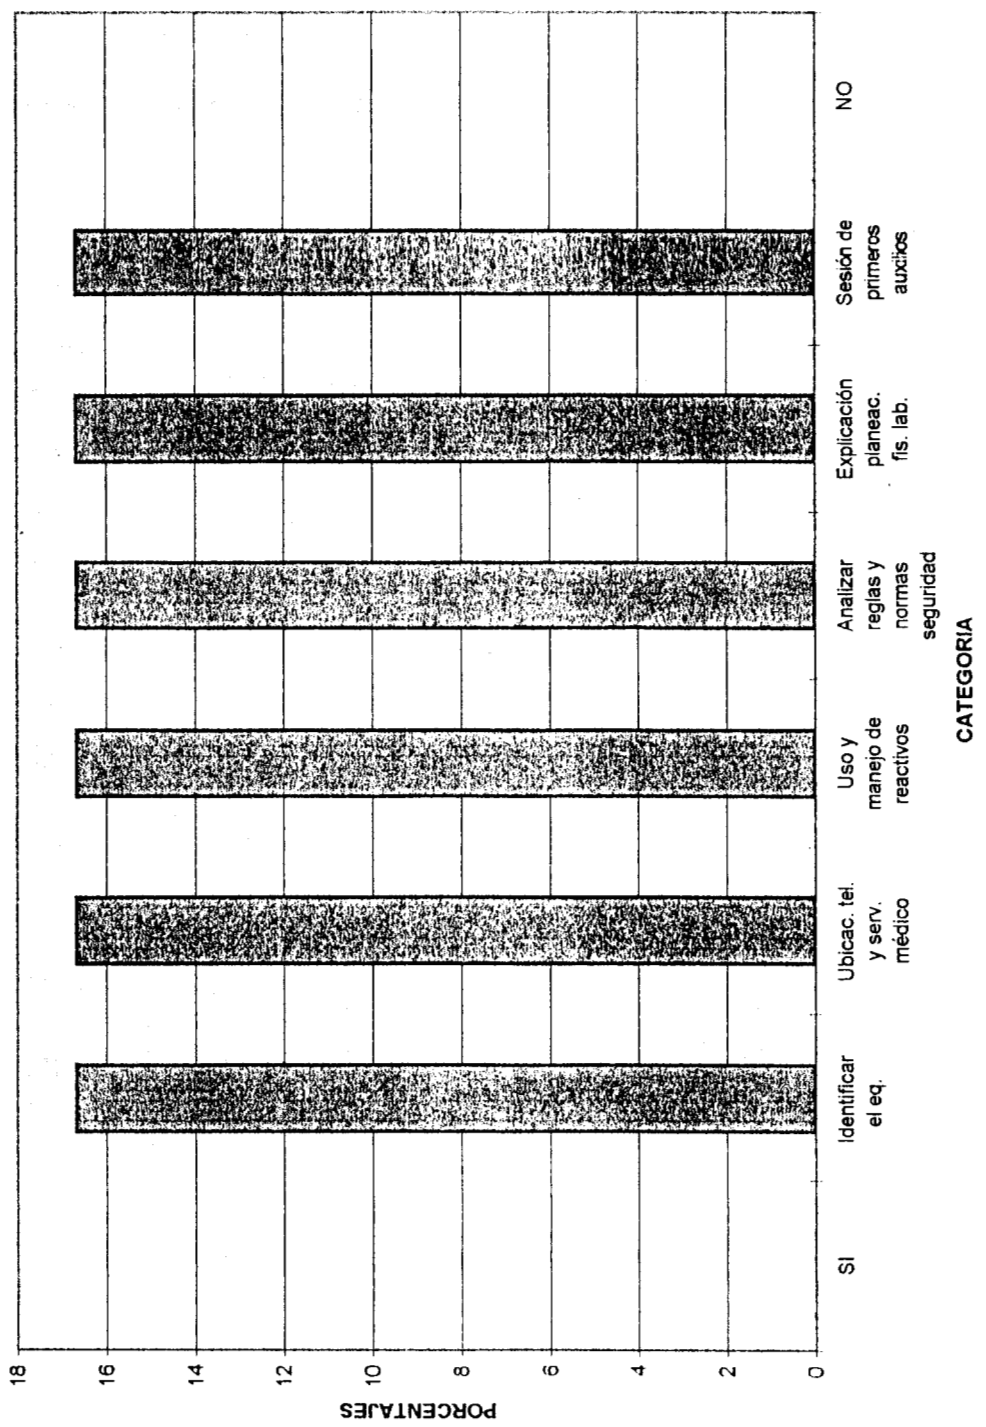 18
16
14
12
10
8
6
4
2
0
PORCENTAJES
SI
Identificar
el eq.
Ubicac. tel.
y serv.
médico
Uso y
manejo de
reactivos
Analizar
reglas y
normas
seguridad
Explicación
planeac.
fis. lab.
Sesión de
primeros
auxilios
NO
CATEGORIA